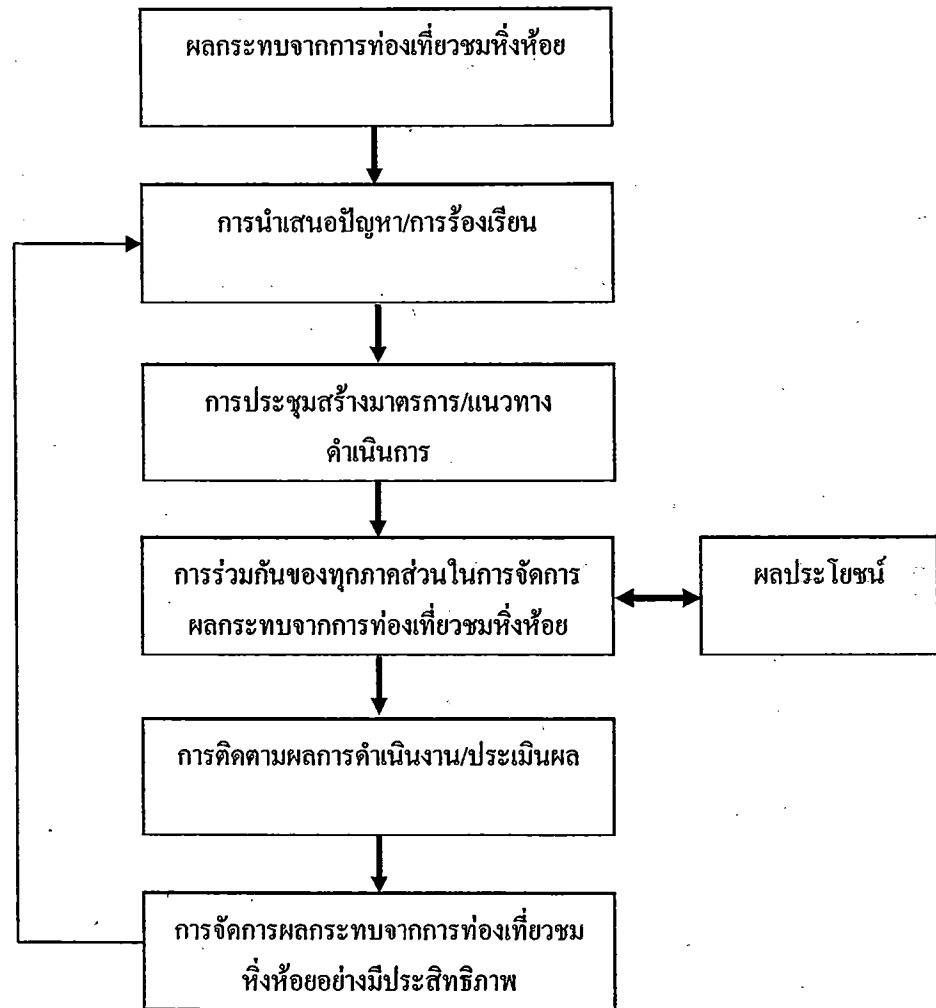 ผลกระทบจากการท่องเที่ยวชมหิ่งห้อย
การนำเสนอปัญหา/การร้องเรียน
การประชุมสร้างมาตรการ/แนวทาง
ดำเนินการ
การร่วมกันของทุกภาคส่วนในการจัดการ
ผลกระทบจากการท่องเที่ยวชมหิ่งห้อย
ผลประโยชน์
การติดตามผลการดำเนินงาน/ประเมินผล
การจัดการผลกระทบจากการท่องเที่ยวชม
หิ่งห้อยอย่างมีประสิทธิภาพ